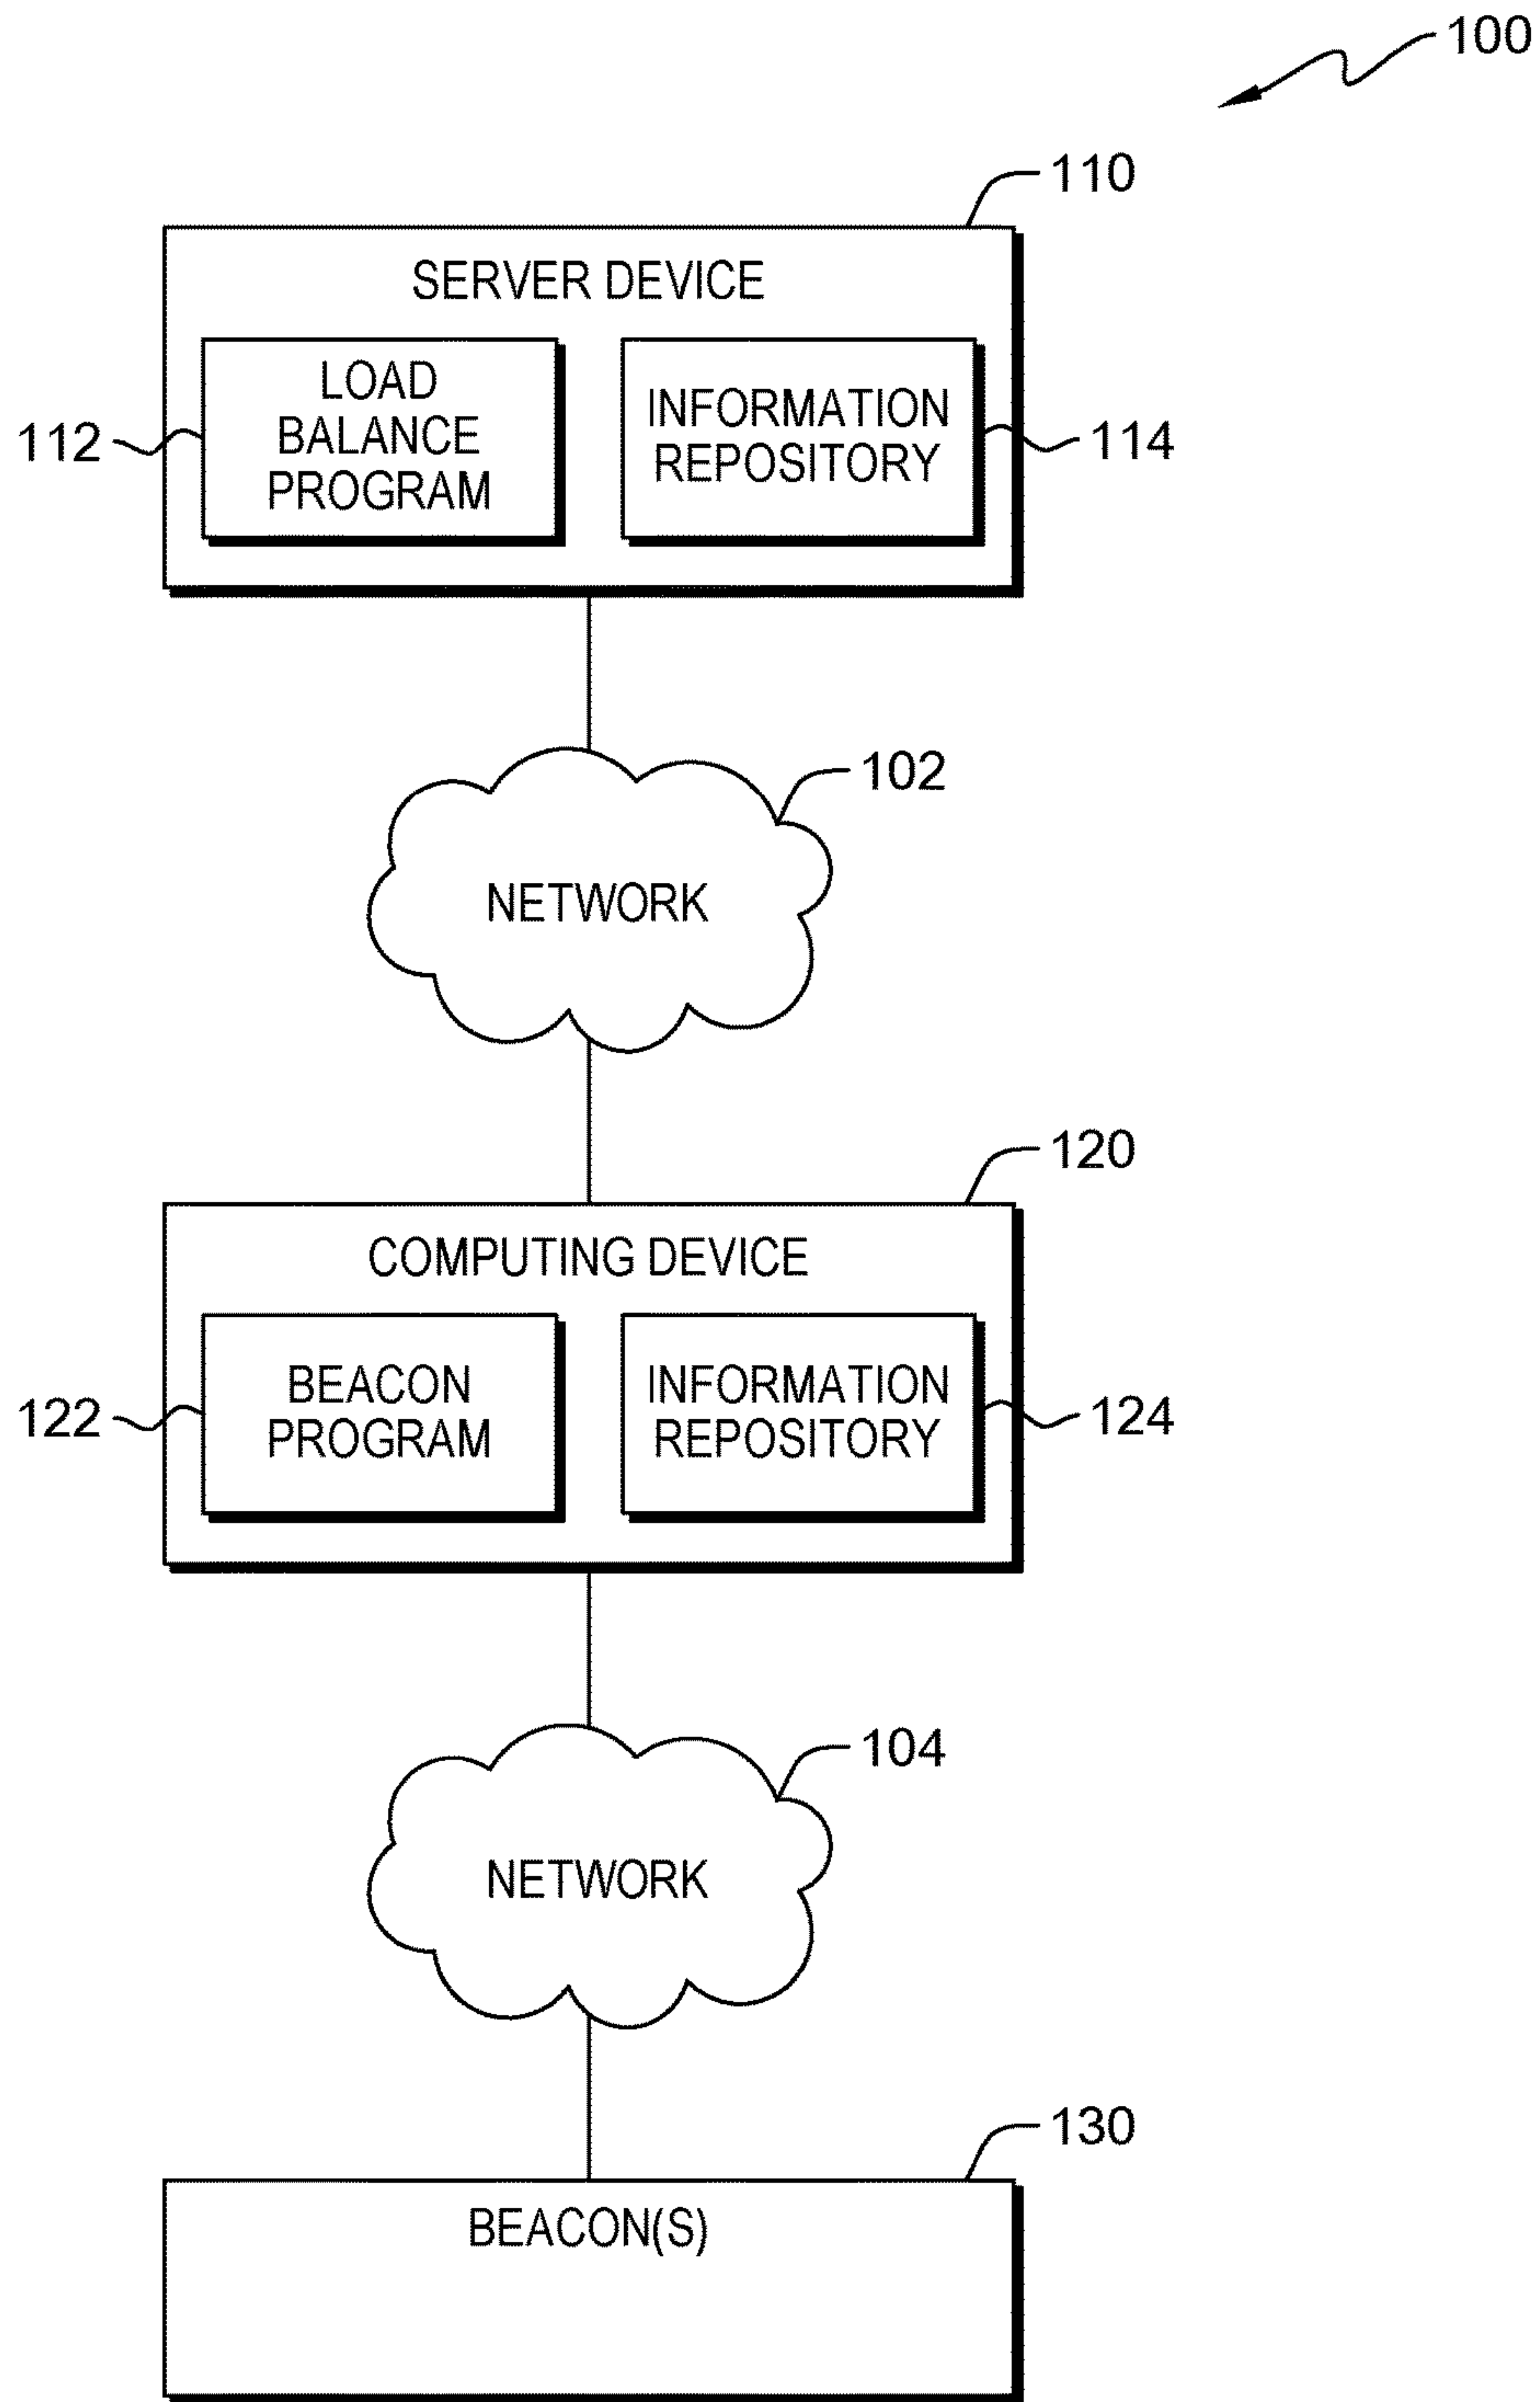 100
110
SERVER DEVICE
LOAD
BALANCE
PROGRAM
INFORMATION
REPOSITORY
112
114
102
NETWORK
120
COMPUTING DEVICE
BEACON
PROGRAM
INFORMATION
REPOSITORY
122
124
104
NETWORK
130
BEACON(S)